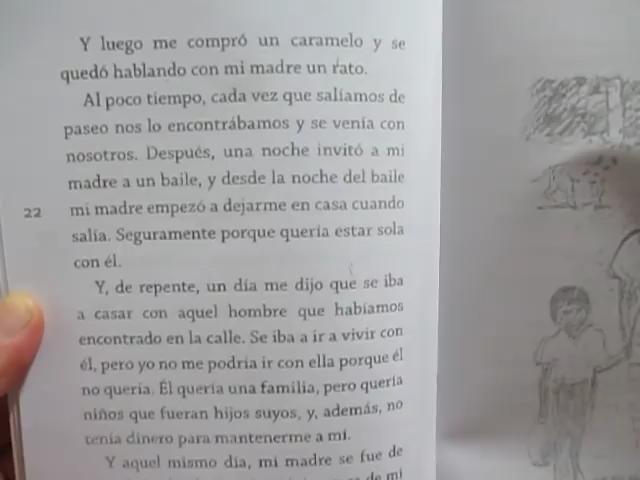 Y luego me compró un caramelo y se
quedó hablando con mi madre un rato.
Al poco tiempo, cada vez que salíamos de
paseo nos lo encontrábamos y se venía con
nosotros. Después, una noche invitó a mi
madre a un baile, y desde la noche del baile
22 mi madre empezó a dejarme en casa cuando
salía. Seguramente porque quería estar sola
con él.
Y, de repente, un día me dijo que se iba
a casar con aquel hombre que habíamos
encontrado en la calle. Se iba a ir a vivir con
él, pero yo no me podría ir con ella porque él
no quería. Él quería una familia, pero quería
niños que fueran hijos suyos, y, además, no
tenía dinero para mantenerme a mí.
Y aquel mismo día, mi madre se fue de
de mi